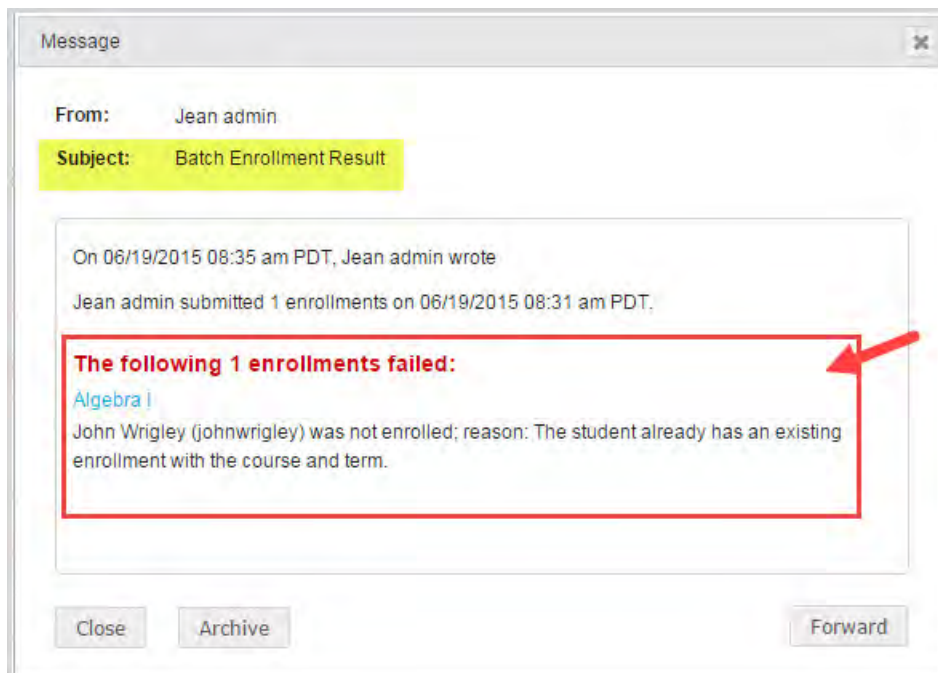 Message
From: Jean admin
Subject: Batch Enrollment Result
On 06/19/2015 08:35 am PDT, Jean admin wrote
Jean admin submitted 1 enrollments on 06/19/2015 08:31 am PDT.
The following 1 enrollments failed:
Algebra I
John Wrigley (johnwrigley) was not enrolled; reason: The student already has an existing
enrollment with the course and term.
Close Archive Forward